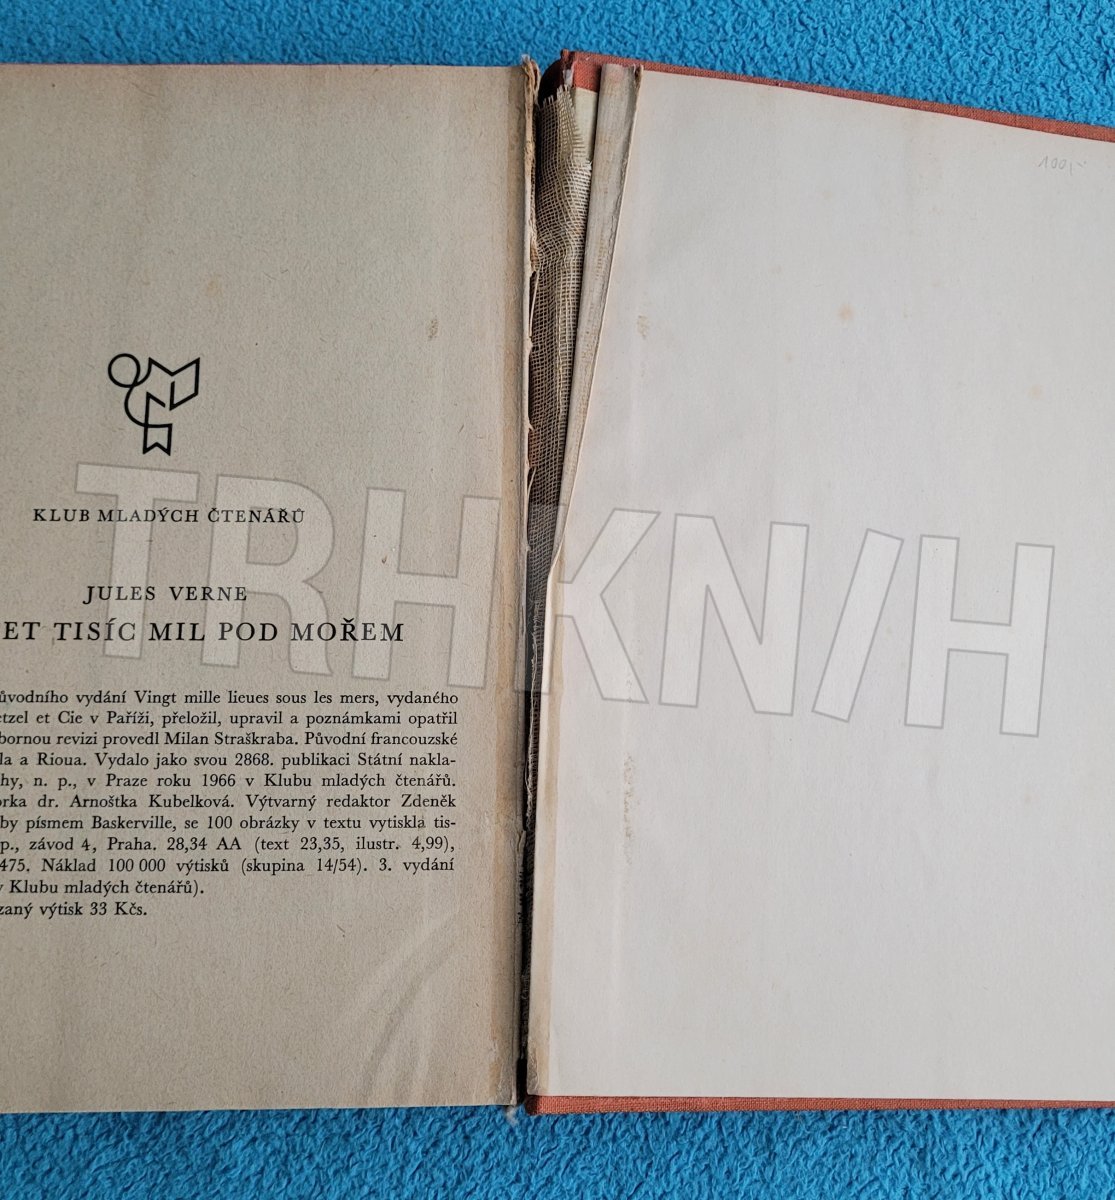 KLUB MLADÝCH ČTENÁŘŮ
JULES VERNE
ET TISÍC MIL POD MOŘEM
ůvodního vydání Vingt mille lieues sous les mers, vydaného
tzel et Cie v Paříži, přeložil, upravil a poznámkami opatřil
bornou revizi provedl Milan Straškraba. Původní francouzské
la a Rioua. Vydalo jako svou 2868. publikaci Státní nakla-
hy, n. p., v Praze roku 1966 v Klubu mladých čtenářů.
orka dr. Arnoštka Kubelková. Výtvarný redaktor Zdeněk
by písmem Baskerville, se 100 obrázky v textu vytiskla tis-
p., závod 4, Praha. 28,34 AA (text 23,35, ilustr. 4,99),
475. Náklad 100 000 výtisků (skupina 14/54). 3. vydání
v Klubu mladých čtenářů).
zaný výtisk 33 Kčs.
100,-
TRHKNIH